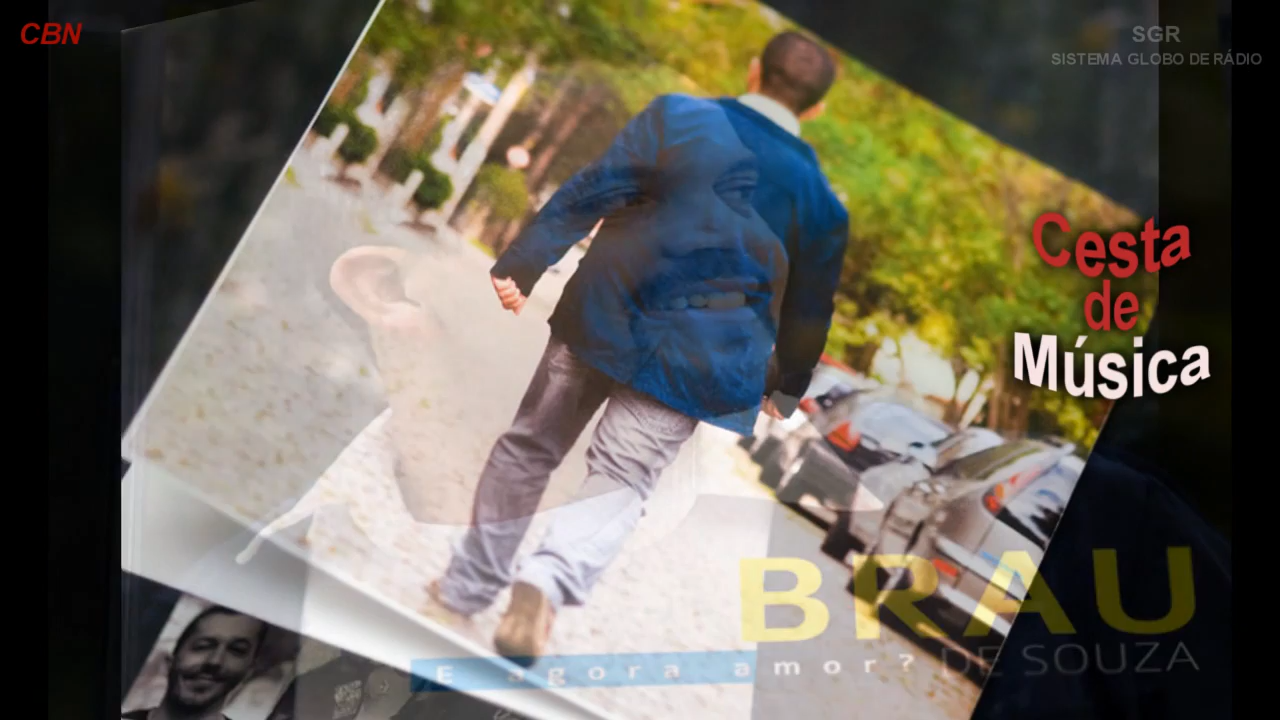 CBN
SGR
SISTEMA GLOBO DE RÁDIO
Cesta
de
Música
BRAU
DE SOUZA
E agora amor?